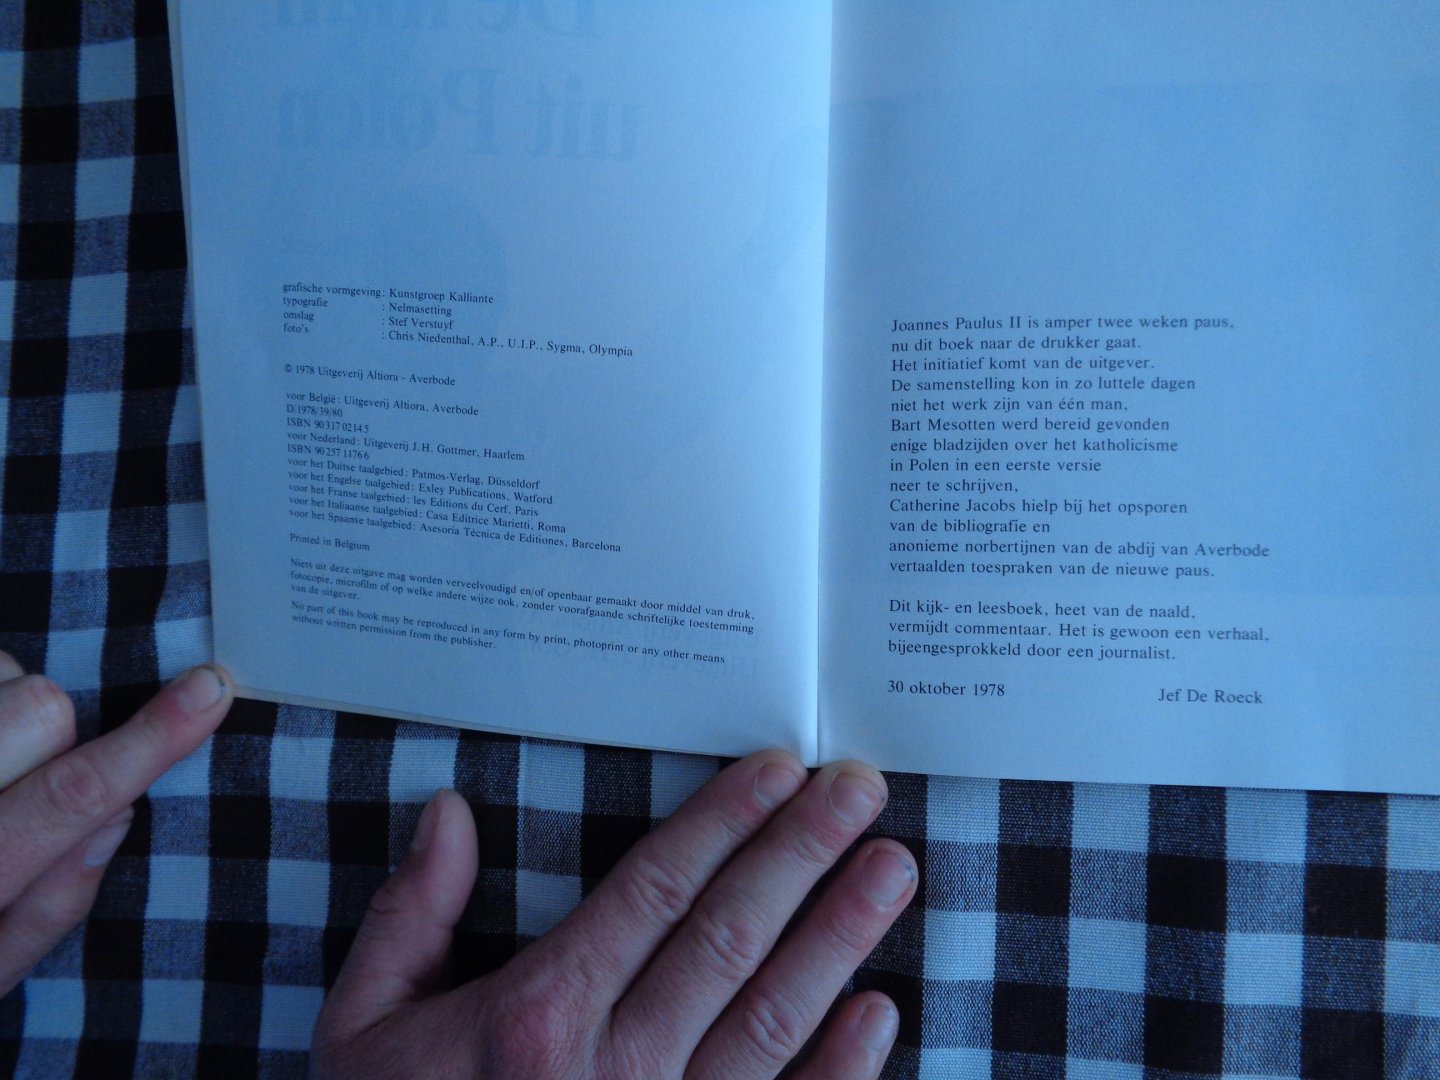 grafische vormgeving : Kunstgroep Kalliante
typografie : Nelmasetting
omslag : Stef Verstuyf
foto's : Chris Niedenthal, A.P., U.I.P., Sygma, Olympia
© 1978 Uitgeverij Altiora - Averbode
voor België : Uitgeverij Altiora, Averbode
D/1978/39/80
ISBN 90 317 0214 5
voor Nederland : Uitgeverij J.H. Gottmer, Haarlem
ISBN 90 257 1176 6
voor het Duitse taalgebied : Patmos-Verlag, Düsseldorf
voor het Engelse taalgebied : Exley Publications, Watford
voor het Franse taalgebied : les Editions du Cerf, Paris
voor het Italiaanse taalgebied : Casa Editrice Marietti, Roma
voor het Spaanse taalgebied : Asesoria Técnica de Editiones, Barcelona
Printed in Belgium
Niets uit deze uitgave mag worden verveelvoudigd en/of openbaar gemaakt door middel van druk,
fotocopie, microfilm of op welke andere wijze ook, zonder voorafgaande schriftelijke toestemming
van de uitgever.
No part of this book may be reproduced in any form by print, photoprint or any other means
without written permission from the publisher.
Joannes Paulus II is amper twee weken paus,
nu dit boek naar de drukker gaat.
Het initiatief komt van de uitgever.
De samenstelling kon in zo luttele dagen
niet het werk zijn van één man,
Bart Mesotten werd bereid gevonden
enige bladzijden over het katholicisme
in Polen in een eerste versie
neer te schrijven,
Catherine Jacobs hielp bij het opsporen
van de bibliografie en
anonieme norbertijnen van de abdij van Averbode
vertaalden toespraken van de nieuwe paus.
Dit kijk- en leesboek, heet van de naald,
vermijdt commentaar. Het is gewoon een verhaal,
bijeengesprokkeld door een journalist.
30 oktober 1978 Jef De Roeck